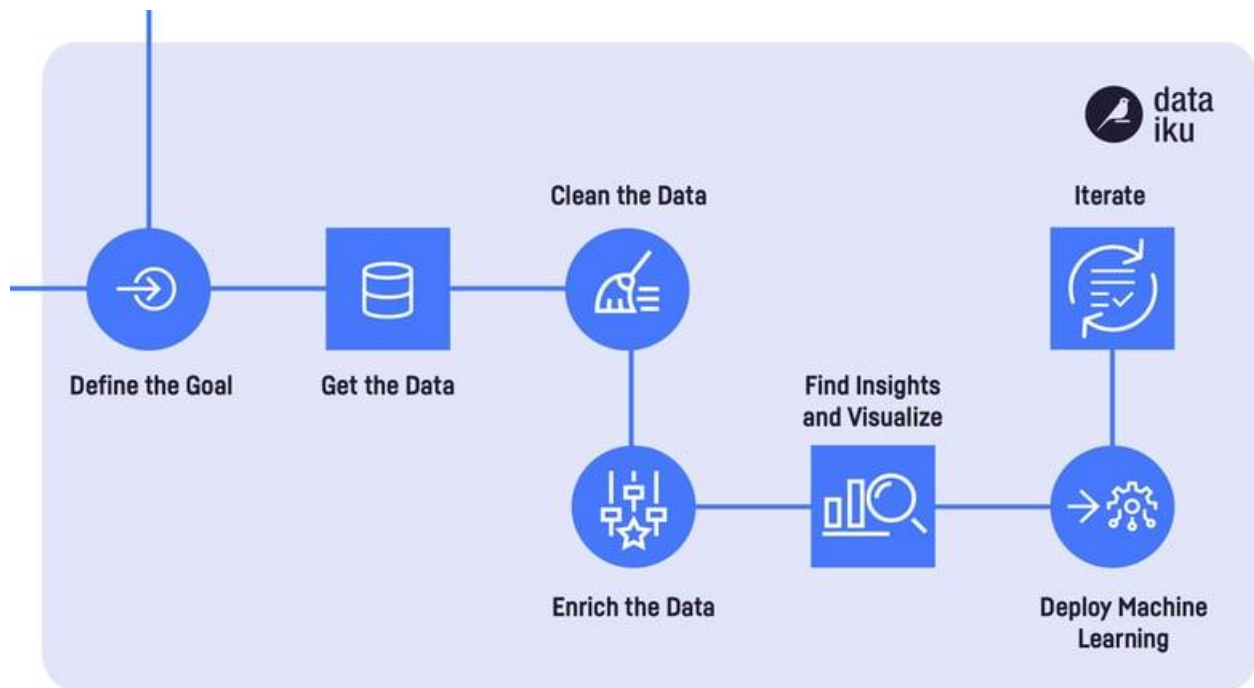 data
iku
Clean the Data
Iterate
Define the Goal
Get the Data
Find Insights
and Visualize
Enrich the Data
Deploy Machine
Learning